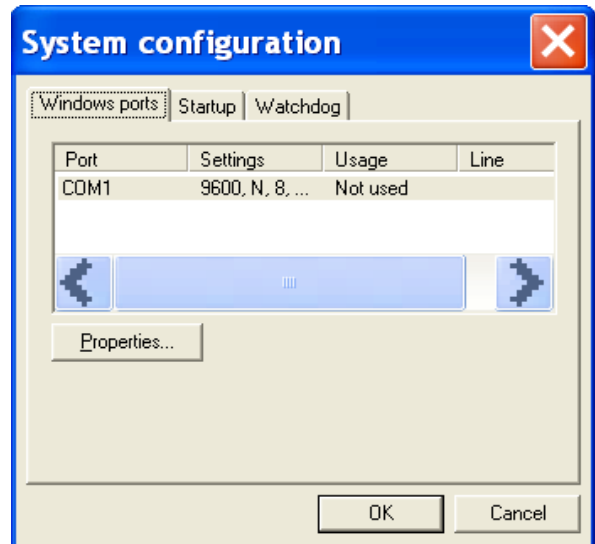 System configuration
Windows ports Startup Watchdog
Port Settings Usage Line
COM1 9600, N, 8, ... Not used
Properties...
OK Cancel